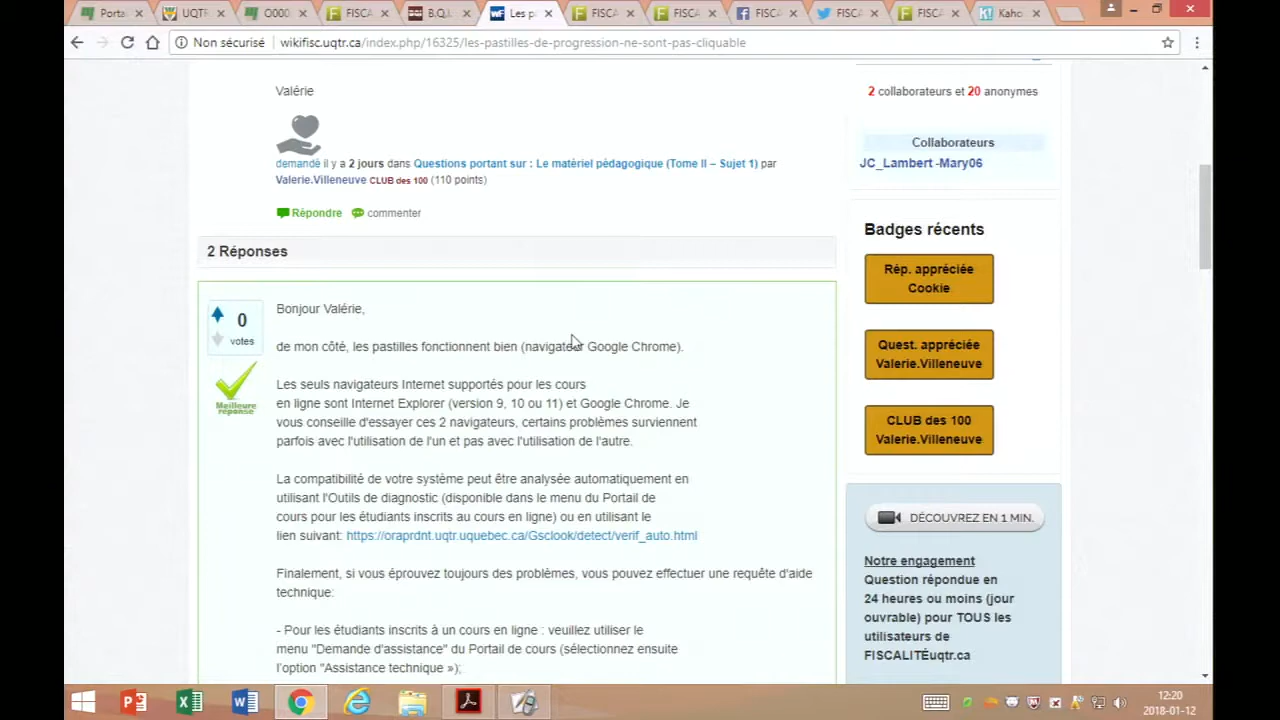 Porta
UQTR
O000
FISCA
B.Q.L
Les p
FISC
FISCA
FISCA
FISCA
FISCA
Kaho
Non sécurisé
wikifisc.uqtr.ca/index.php/16325/les-pastilles-de-progression-ne-sont-pas-cliquable
Valérie
demandé il y a 2 jours dans Questions portant sur : Le matériel pédagogique (Tome II – Sujet 1) par
Valerie.Villeneuve CLUB des 100 (110 points)
Répondre commenter
2 Réponses
0
votes
Meilleure
réponse
Bonjour Valérie,
de mon côté, les pastilles fonctionnent bien (navigateur Google Chrome).
Les seuls navigateurs Internet supportés pour les cours
en ligne sont Internet Explorer (version 9, 10 ou 11) et Google Chrome. Je
vous conseille d'essayer ces 2 navigateurs, certains problèmes surviennent
parfois avec l'utilisation de l'un et pas avec l'utilisation de l'autre.
La compatibilité de votre système peut être analysée automatiquement en
utilisant l'Outils de diagnostic (disponible dans le menu du Portail de
cours pour les étudiants inscrits au cours en ligne) ou en utilisant le
lien suivant: https://oraprdnt.uqtr.uquebec.ca/Gsclook/detect/verif_auto.html
Finalement, si vous éprouvez toujours des problèmes, vous pouvez effectuer une requête d'aide
technique:
- Pour les étudiants inscrits à un cours en ligne : veuillez utiliser le
menu "Demande d'assistance" du Portail de cours (sélectionnez ensuite
l'option "Assistance technique »);
2 collaborateurs et 20 anonymes
Collaborateurs
JC_Lambert -Mary06
Badges récents
Rép. appréciée
Cookie
Quest. appréciée
Valerie.Villeneuve
CLUB des 100
Valerie.Villeneuve
DÉCOUVREZ EN 1 MIN.
Notre engagement
Question répondue en
24 heures ou moins (jour
ouvrable) pour TOUS les
utilisateurs de
FISCALITÉuqtr.ca
12:20
2018-01-12